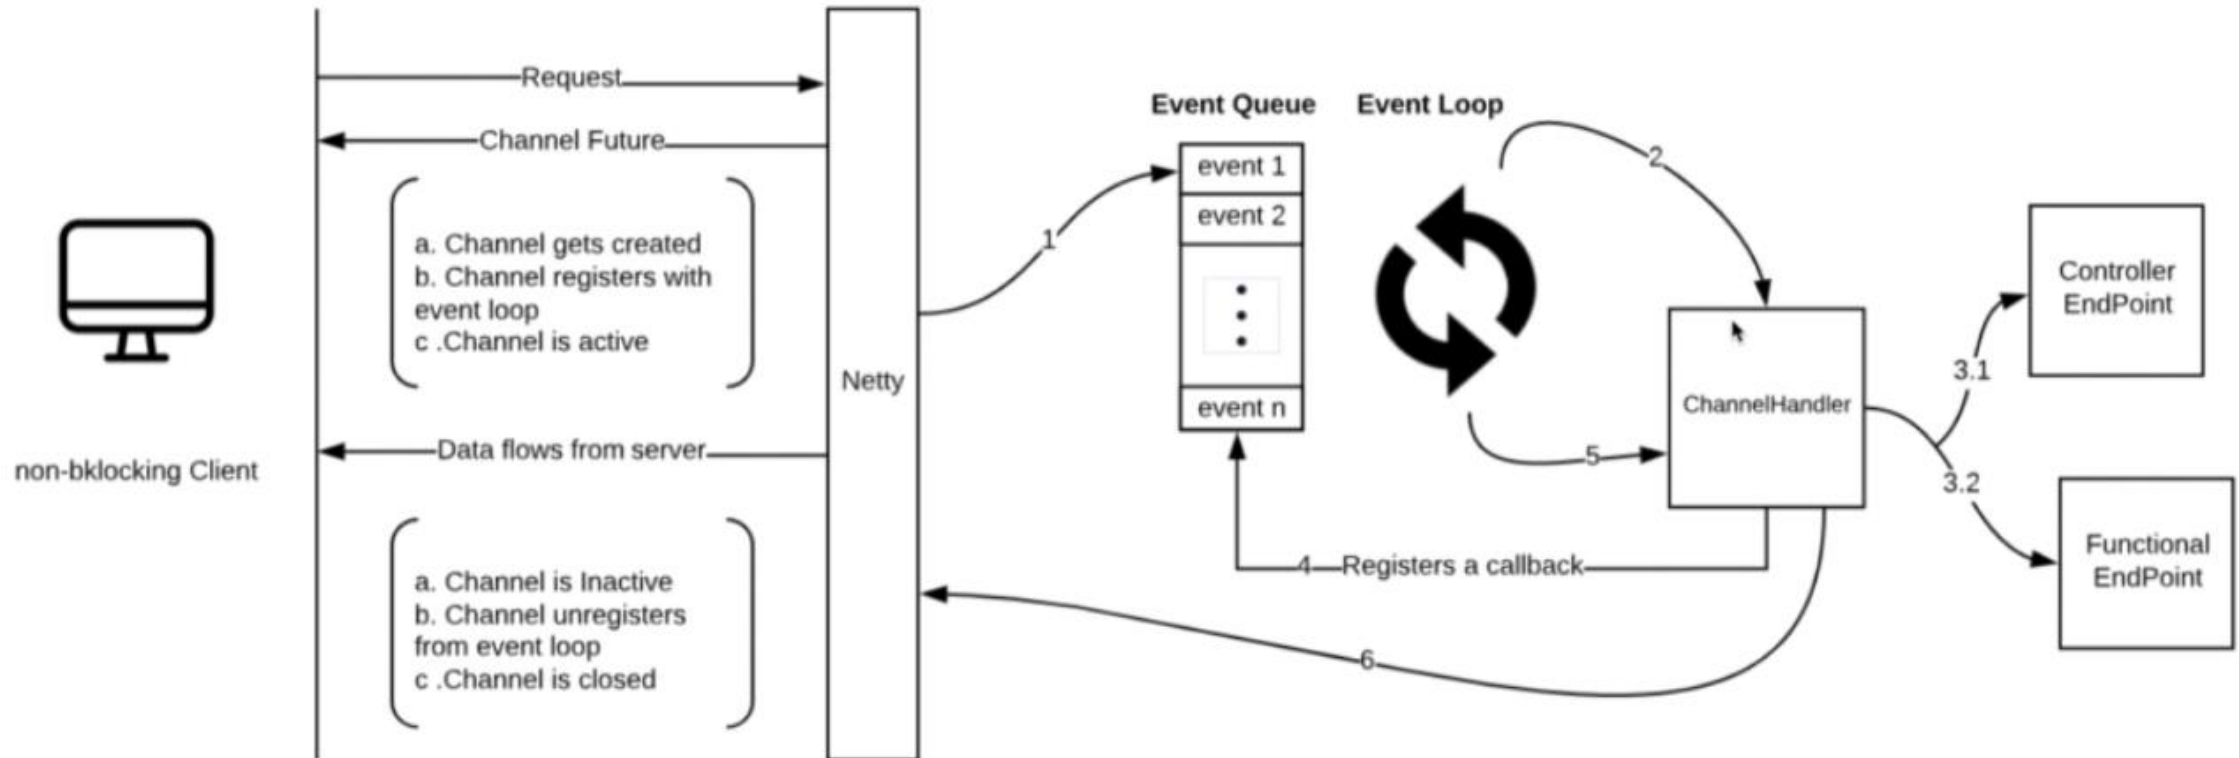 Request
Channel Future
a. Channel gets created
b. Channel registers with
event loop
c .Channel is active
Data flows from server
a. Channel is Inactive
b. Channel unregisters
from event loop
c .Channel is closed
non-bklocking Client
Netty
1
Event Queue
event 1
event 2
event n
Event Loop
2
5
4
Registers a callback
6
ChannelHandler
3.1
3.2
Controller
EndPoint
Functional
EndPoint